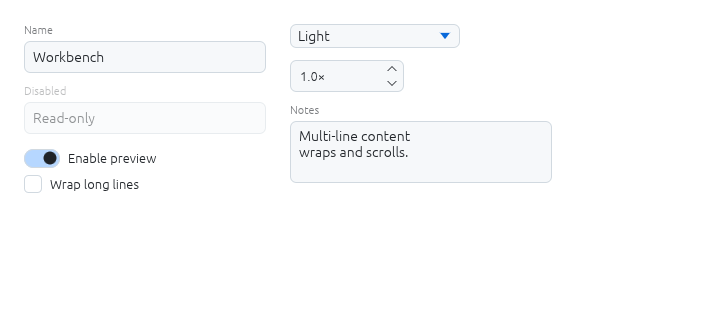 Name
Workbench
Disabled
Read-only
Enable preview
Wrap long lines
Light
1.0×
Notes
Multi-line content
wraps and scrolls.